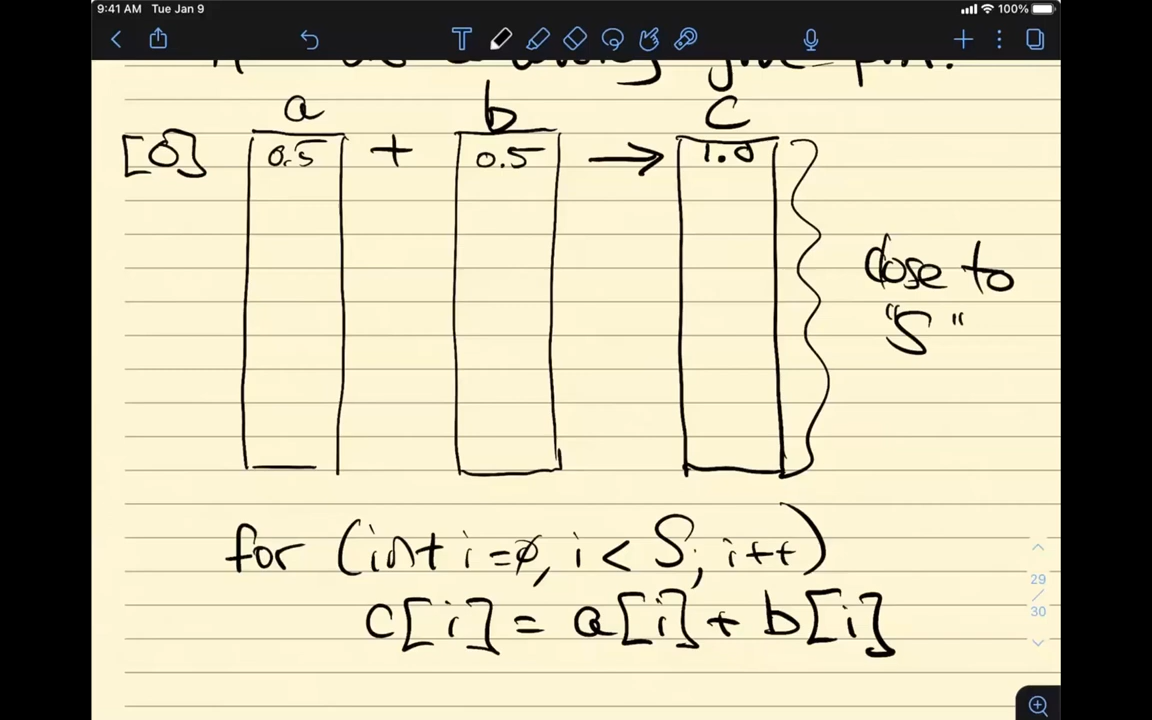 9:41 AM Tue Jan 9 100%
a b c
[0] 0.5 + 0.5 → 1.0
close to
"S"
for (int i=0, i < S; i++)
c[i] = a[i] + b[i]
29
/
30